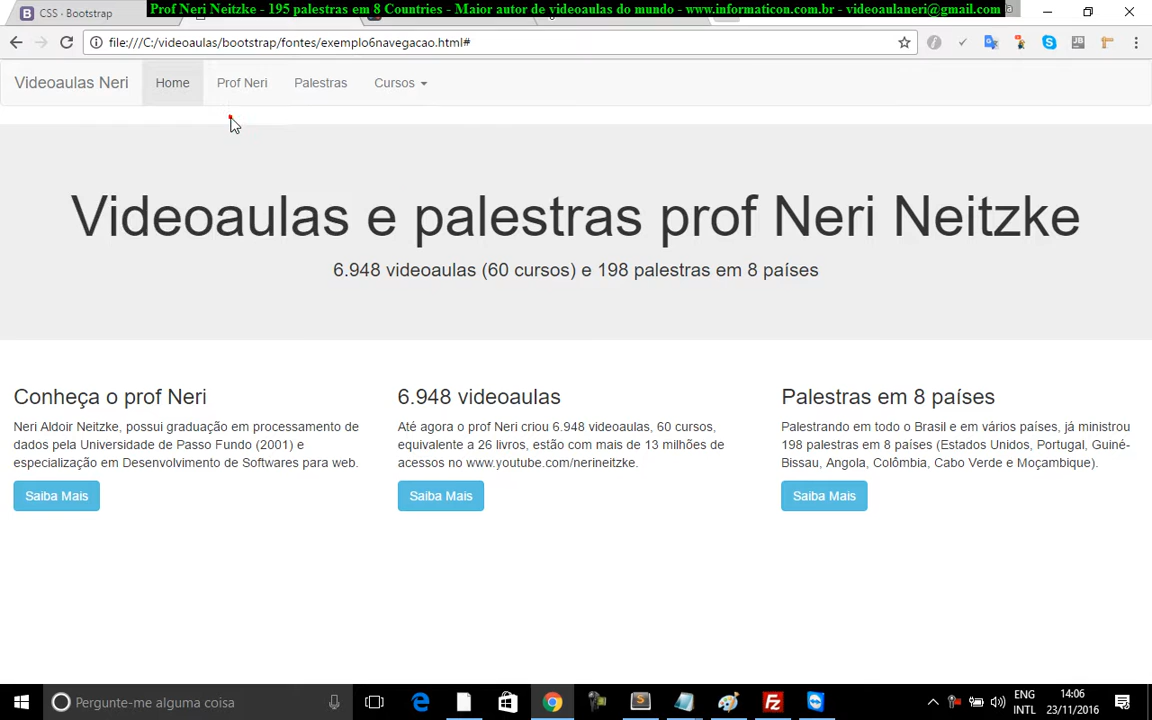 Prof Neri Neitzke - 195 palestras em 8 Countries - Maior autor de videoaulas do mundo - www.informaticon.com.br - videoaulaneri@gmail.com
CSS · Bootstrap
file:///C:/videoaulas/bootstrap/fontes/exemplo6navegacao.html#
Videoaulas Neri
Home
Prof Neri
Palestras
Cursos
Videoaulas e palestras prof Neri Neitzke
6.948 videoaulas (60 cursos) e 198 palestras em 8 países
Conheça o prof Neri
Neri Aldoir Neitzke, possui graduação em processamento de
dados pela Universidade de Passo Fundo (2001) e
especialização em Desenvolvimento de Softwares para web.
Saiba Mais
6.948 videoaulas
Até agora o prof Neri criou 6.948 videoaulas, 60 cursos,
equivalente a 26 livros, estão com mais de 13 milhões de
acessos no www.youtube.com/nerineitzke.
Saiba Mais
Palestras em 8 países
Palestrando em todo o Brasil e em vários países, já ministrou
198 palestras em 8 países (Estados Unidos, Portugal, Guiné-
Bissau, Angola, Colômbia, Cabo Verde e Moçambique).
Saiba Mais
Pergunte-me alguma coisa
ENG
INTL
14:06
23/11/2016